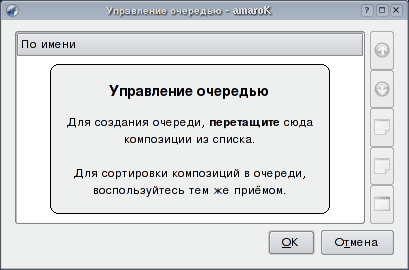 Управление очередью - amaroK
По имени
Управление очередью
Для создания очереди, перетащите сюда
композиции из списка.
Для сортировки композиций в очереди,
воспользуйтесь тем же приёмом.
OK
Отмена